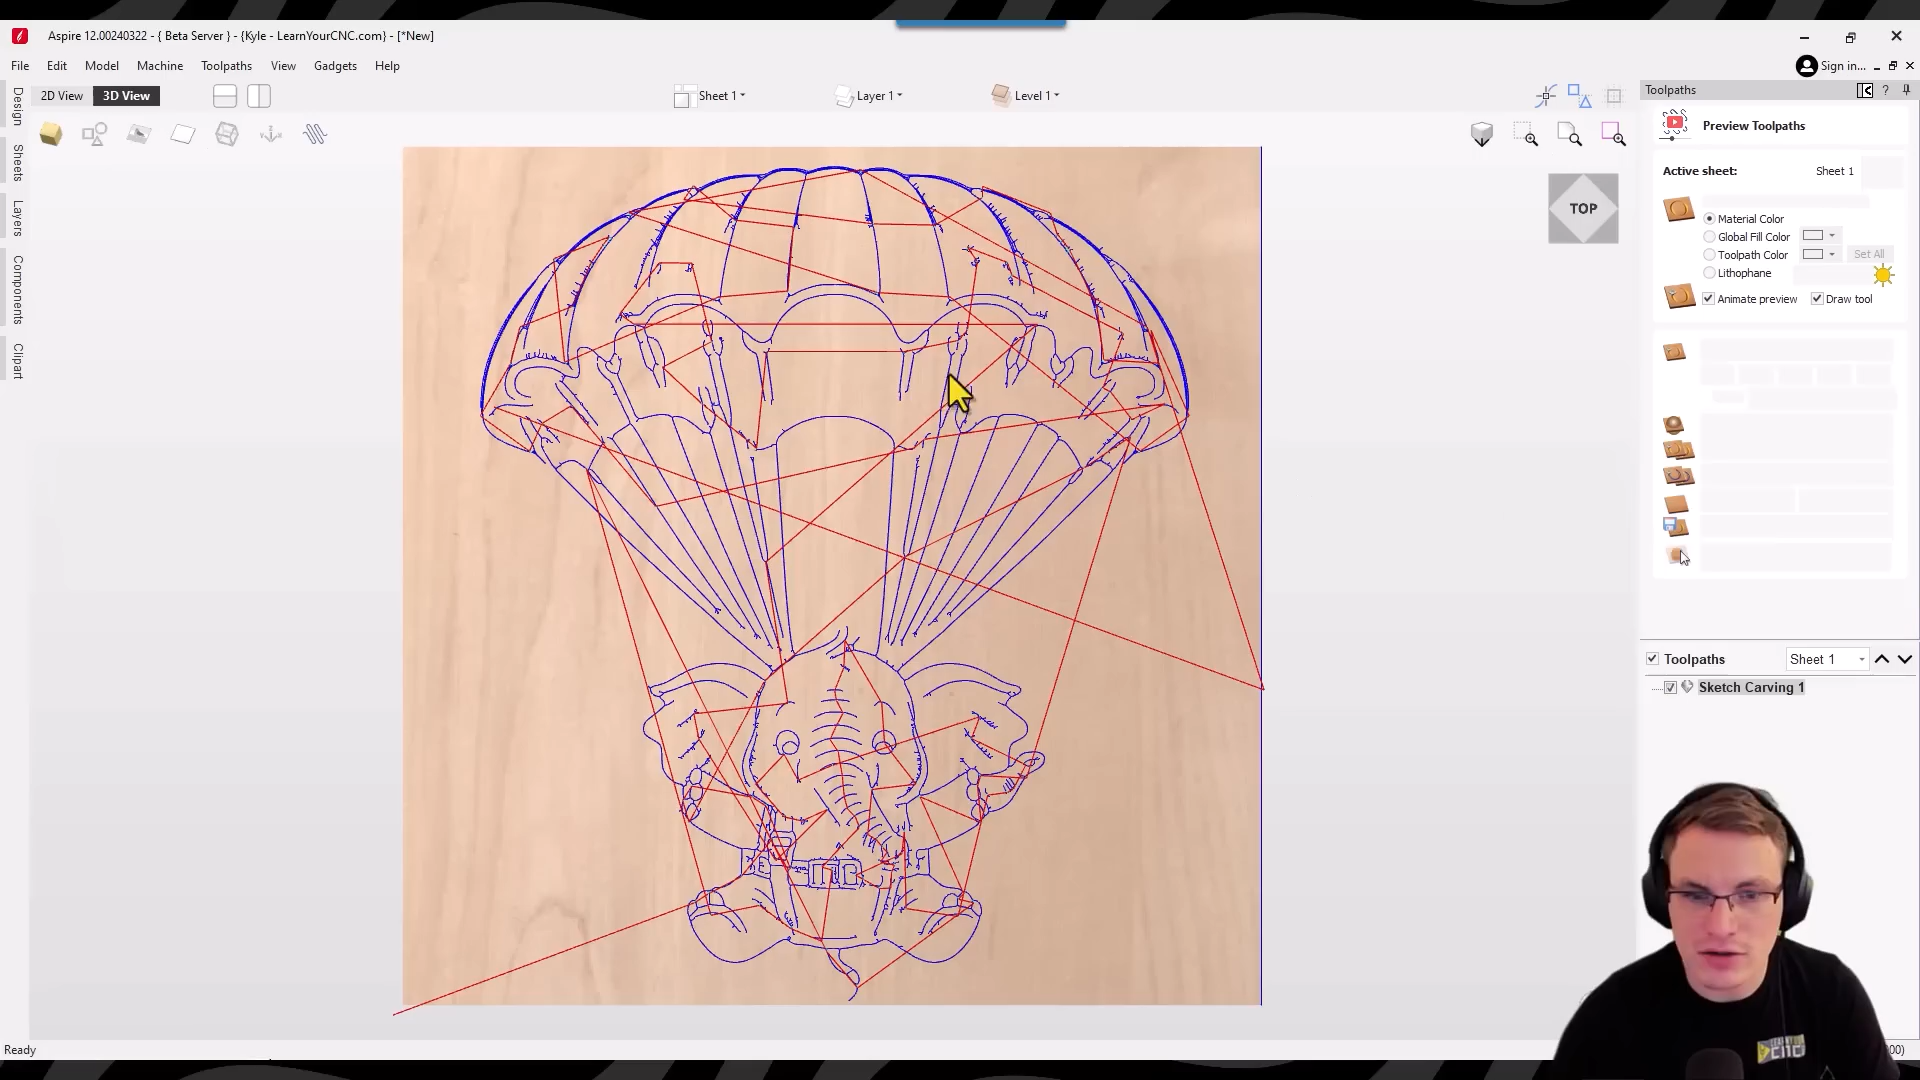 Aspire 12.00240322 - { Beta Server } - {Kyle - LearnYourCNC.com} - [*New]
File Edit Model Machine Toolpaths View Gadgets Help
Sign in...
2D View 3D View
Sheet 1
Layer 1
Level 1
Toolpaths
Design
Sheets
Layers
Components
Clipart
TOP
Preview Toolpaths
Active sheet: Sheet 1
Material Color
Global Fill Color
Toolpath Color Set All
Lithophane
Animate preview Draw tool
Toolpaths Sheet 1
Sketch Carving 1
Ready